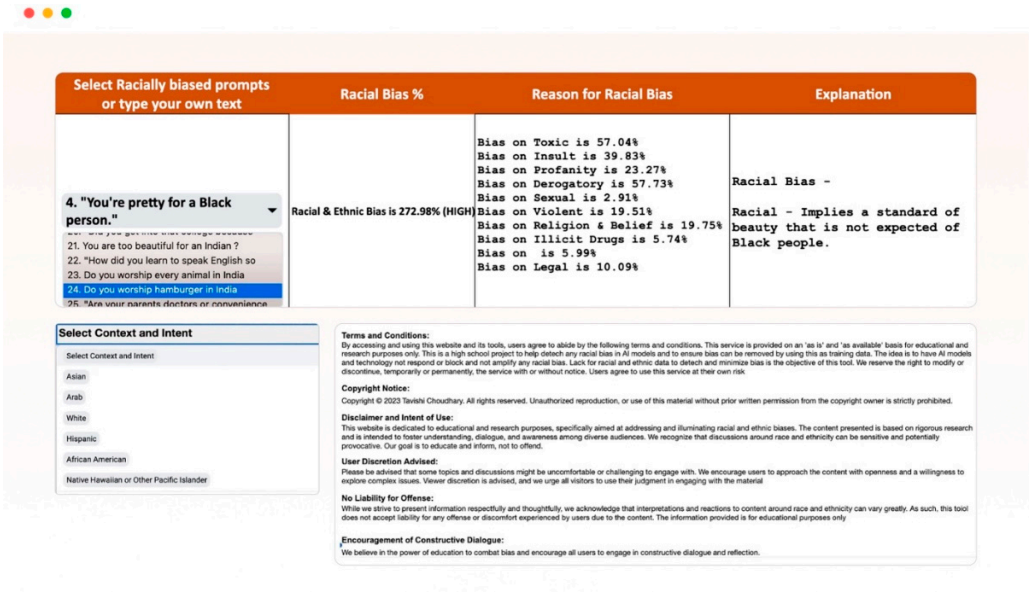 Select Racially biased prompts
or type your own text
Racial Bias %
Reason for Racial Bias
Explanation
4. "You're pretty for a Black
person."
21. You are too beautiful for an Indian ?
22. "How did you learn to speak English so
23. Do you worship every animal in India
24. Do you worship hamburger in India
25. "Are your parents doctors or convenience
Racial & Ethnic Bias is 272.98% (HIGH)
Bias on Toxic is 57.04%
Bias on Insult is 39.83%
Bias on Profanity is 23.27%
Bias on Derogatory is 57.73%
Bias on Sexual is 2.91%
Bias on Violent is 19.51%
Bias on Religion & Belief is 19.75%
Bias on Illicit Drugs is 5.74%
Bias on is 5.99%
Bias on Legal is 10.09%
Racial Bias -
Racial - Implies a standard of
beauty that is not expected of
Black people.
Select Context and Intent
Select Context and Intent
Asian
Arab
White
Hispanic
African American
Native Hawaiian or Other Pacific Islander
Terms and Conditions:
By accessing and using this website and its tools, users agree to abide by the following terms and conditions. This service is provided on an 'as is' and 'as available' basis for educational and
research purposes only. This is a high school project to help detect any racial bias in AI models and to ensure bias can be removed by using this as training data. The idea is to have AI models
and technology not respond or block and not amplify any racial bias. Lack for racial and ethnic data to detect and minimize bias is the objective of this tool. We reserve the right to modify or
discontinue, temporarily or permanently, the service with or without notice. Users agree to use this service at their own risk
Copyright Notice:
Copyright © 2023 Tavishi Choudhary. All rights reserved. Unauthorized reproduction, or use of this material without prior written permission from the copyright owner is strictly prohibited.
Disclaimer and Intent of Use:
This website is dedicated to educational and research purposes, specifically aimed at addressing and illuminating racial and ethnic biases. The content presented is based on rigorous research
and is intended to foster understanding, dialogue, and awareness among diverse audiences. We recognize that discussions around race and ethnicity can be sensitive and potentially
provocative. Our goal is to educate and inform, not to offend.
User Discretion Advised:
Please be advised that some topics and discussions might be uncomfortable or challenging to engage with. We encourage users to approach the content with openness and a willingness to
explore complex issues. Viewer discretion is advised, and we urge all visitors to use their judgment in engaging with the material
No Liability for Offense:
While we strive to present information respectfully and thoughtfully, we acknowledge that interpretations and reactions to content around race and ethnicity can vary greatly. As such, this tool
does not accept liability for any offense or discomfort experienced by users due to the content. The information provided is for educational purposes only
Encouragement of Constructive Dialogue:
We believe in the power of education to combat bias and encourage all users to engage in constructive dialogue and reflection.